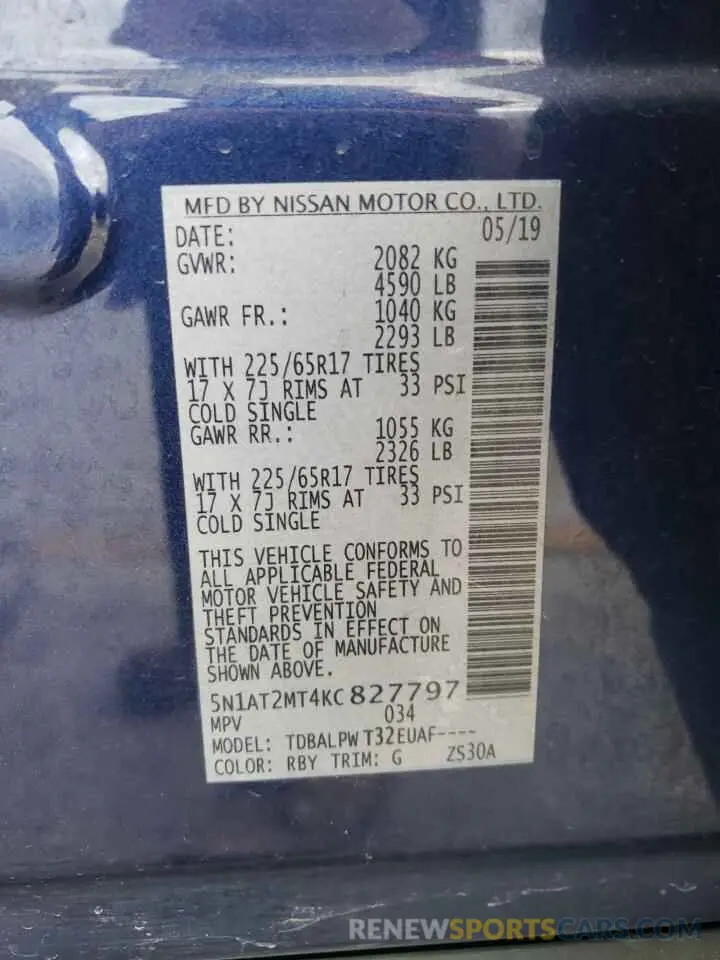 MFD BY NISSAN MOTOR CO., LTD.
DATE: 05/19
GVWR: 2082 KG
4590 LB
GAWR FR.: 1040 KG
2293 LB
WITH 225/65R17 TIRES
17 X 7J RIMS AT 33 PSI
COLD SINGLE
GAWR RR.: 1055 KG
2326 LB
WITH 225/65R17 TIRES
17 X 7J RIMS AT 33 PSI
COLD SINGLE
THIS VEHICLE CONFORMS TO
ALL APPLICABLE FEDERAL
MOTOR VEHICLE SAFETY AND
THEFT PREVENTION
STANDARDS IN EFFECT ON
THE DATE OF MANUFACTURE
SHOWN ABOVE.
5N1AT2MT4KC827797
MPV 034
MODEL: TDBALPW T32EUAF----
COLOR: RBY TRIM: G ZS30A
RENEWSPORTSCARS.COM